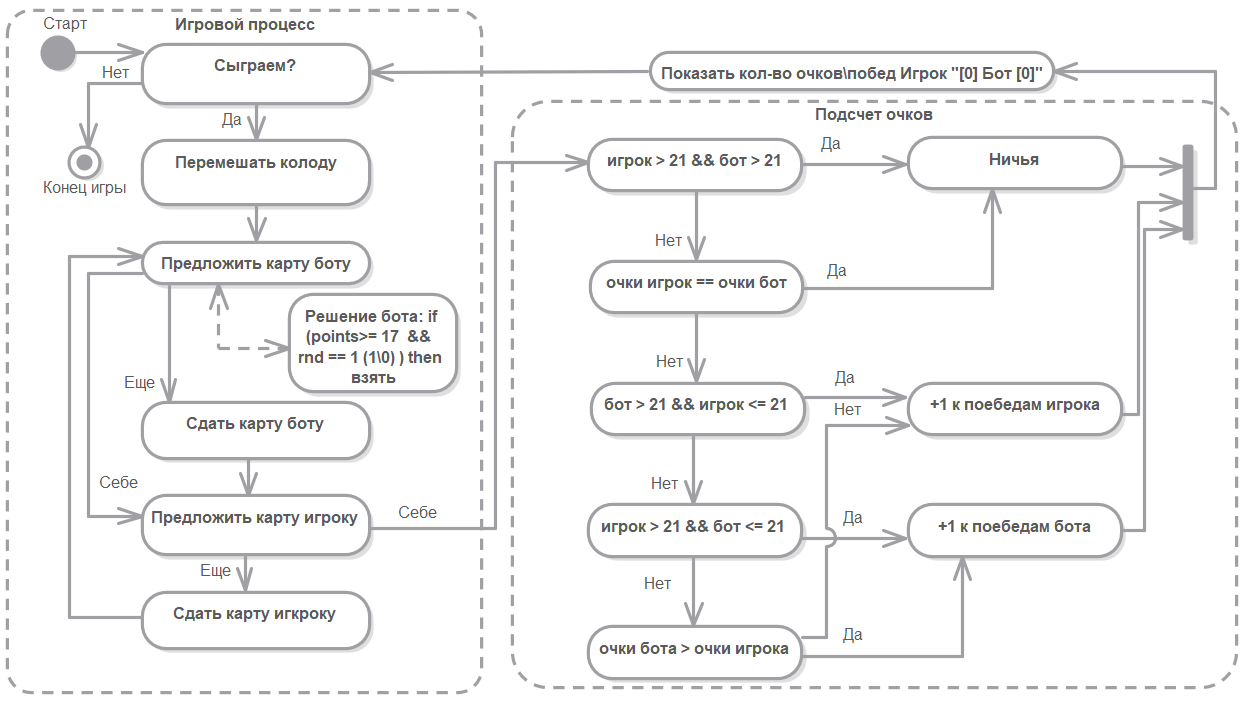 Старт
Игровой процесс
Сыграем?
Нет
Да
Конец игры
Перемешать колоду
Предложить карту боту
Решение бота: if
(points>= 17 &&
rnd == 1 (1\0) ) then
взять
Еще
Сдать карту боту
Себе
Предложить карту игроку
Себе
Еще
Сдать карту игкроку
Показать кол-во очков\побед Игрок "[0] Бот [0]"
Подсчет очков
игрок > 21 && бот > 21
Да
Ничья
Нет
очки игрок == очки бот
Да
Нет
бот > 21 && игрок <= 21
Да
Нет
+1 к поебедам игрока
Нет
игрок > 21 && бот <= 21
Да
+1 к поебедам бота
Нет
очки бота > очки игрока
Да